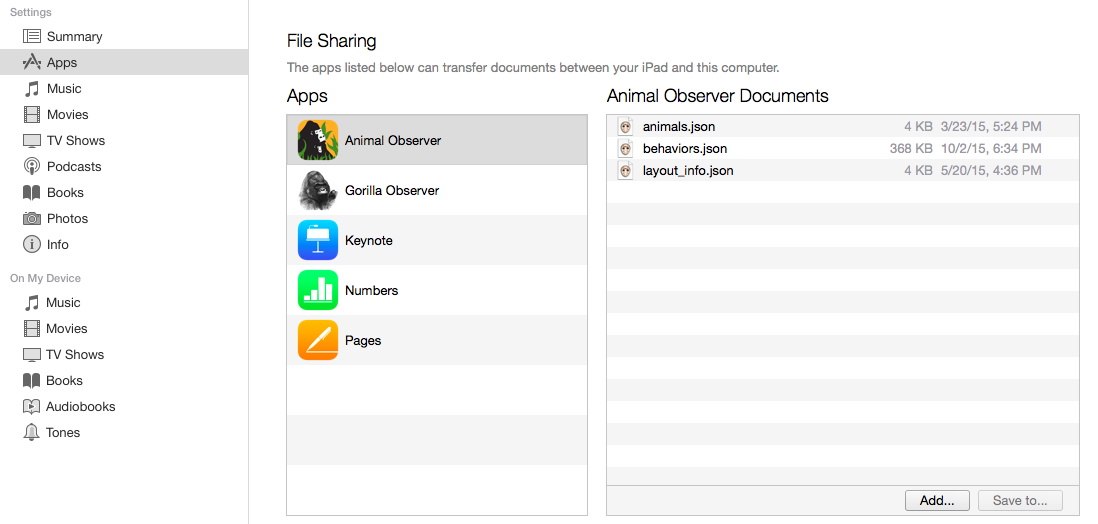 Settings
Summary
Apps
Music
Movies
TV Shows
Podcasts
Books
Photos
Info
On My Device
Music
Movies
TV Shows
Books
Audiobooks
Tones
File Sharing
The apps listed below can transfer documents between your iPad and this computer.
Apps
Animal Observer
Gorilla Observer
Keynote
Numbers
Pages
Animal Observer Documents
animals.json 4 KB 3/23/15, 5:24 PM
behaviors.json 368 KB 10/2/15, 6:34 PM
layout_info.json 4 KB 5/20/15, 4:36 PM
Add... Save to...